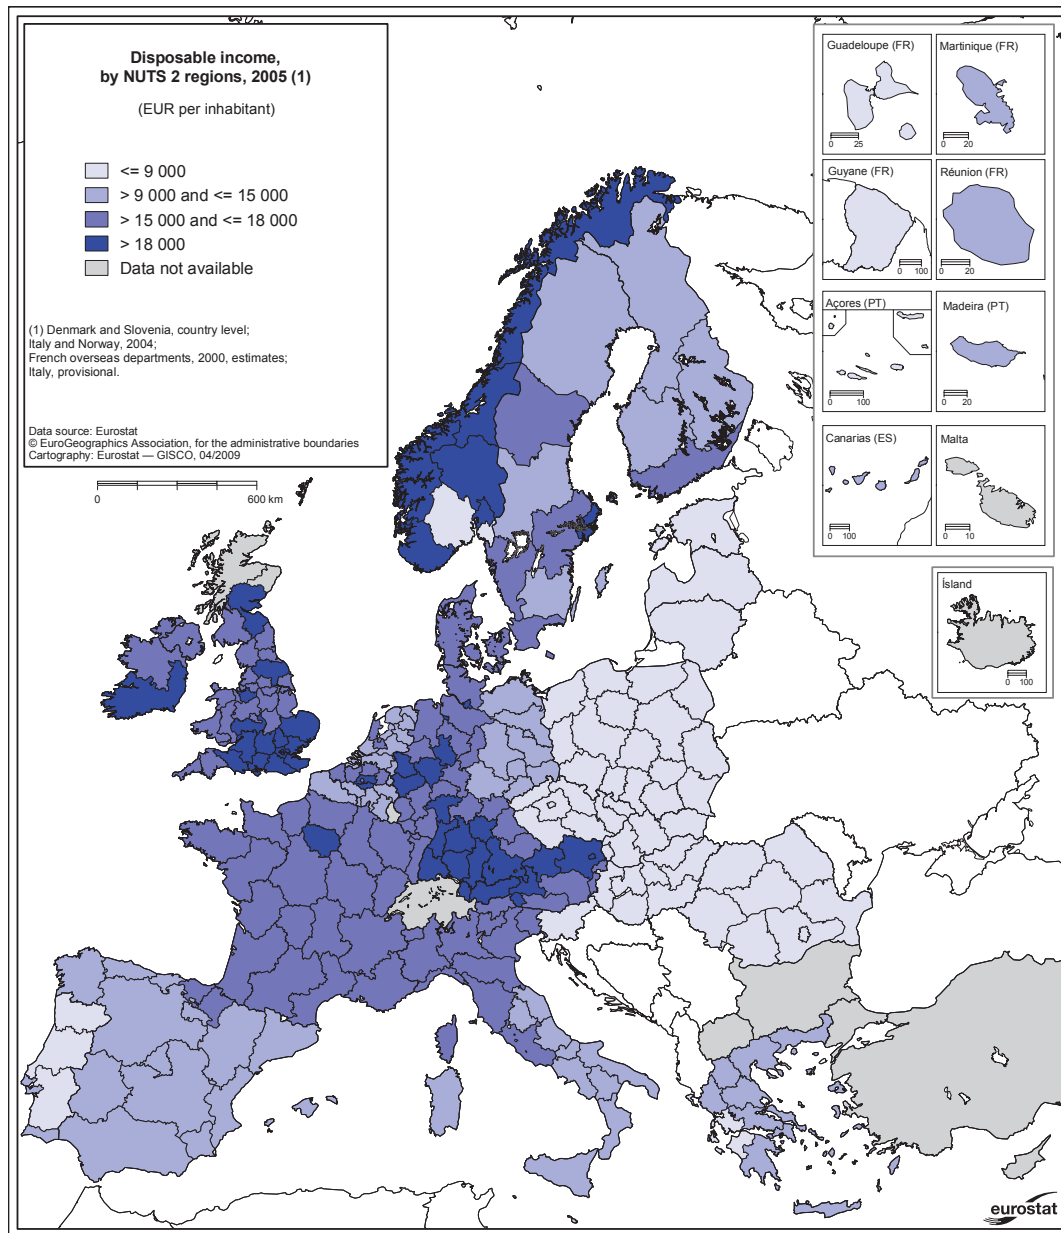 Disposable income,
by NUTS 2 regions, 2005 (1)
(EUR per inhabitant)
<= 9 000
> 9 000 and <= 15 000
> 15 000 and <= 18 000
> 18 000
Data not available
(1) Denmark and Slovenia, country level;
Italy and Norway, 2004;
French overseas departments, 2000, estimates;
Italy, provisional.
Data source: Eurostat
© EuroGeographics Association, for the administrative boundaries
Cartography: Eurostat — GISCO, 04/2009
0 600 km
Guadeloupe (FR)
0 25
Martinique (FR)
0 20
Guyane (FR)
0 100
Réunion (FR)
0 20
Açores (PT)
0 100
Madeira (PT)
0 20
Canarias (ES)
0 100
Malta
0 10
Ísland
0 100
eurostat